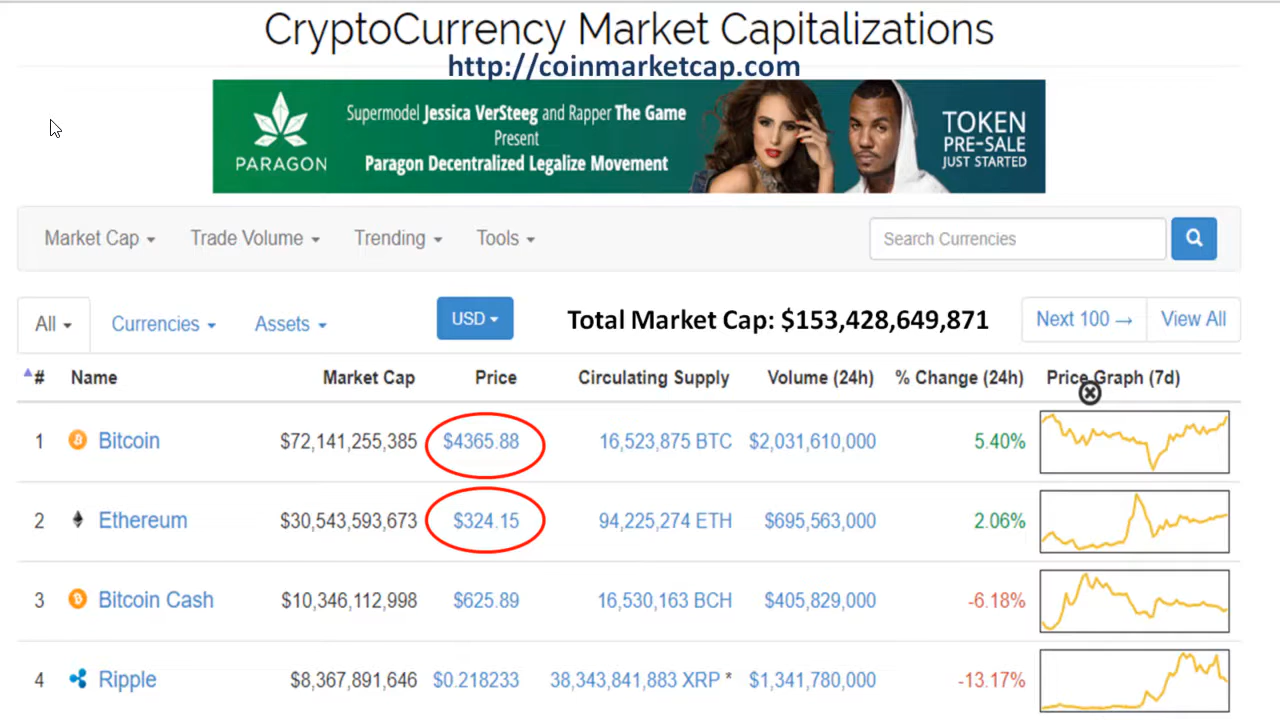 CryptoCurrency Market Capitalizations
http://coinmarketcap.com
PARAGON
Supermodel Jessica VerSteeg and Rapper The Game
Present
Paragon Decentralized Legalize Movement
TOKEN
PRE-SALE
JUST STARTED
Market Cap Trade Volume Trending Tools Search Currencies
All Currencies Assets USD Total Market Cap: $153,428,649,871 Next 100 → View All
# Name Market Cap Price Circulating Supply Volume (24h) % Change (24h) Price Graph (7d)
1 Bitcoin $72,141,255,385 $4365.88 16,523,875 BTC $2,031,610,000 5.40%
2 Ethereum $30,543,593,673 $324.15 94,225,274 ETH $695,563,000 2.06%
3 Bitcoin Cash $10,346,112,998 $625.89 16,530,163 BCH $405,829,000 -6.18%
4 Ripple $8,367,891,646 $0.218233 38,343,841,883 XRP * $1,341,780,000 -13.17%